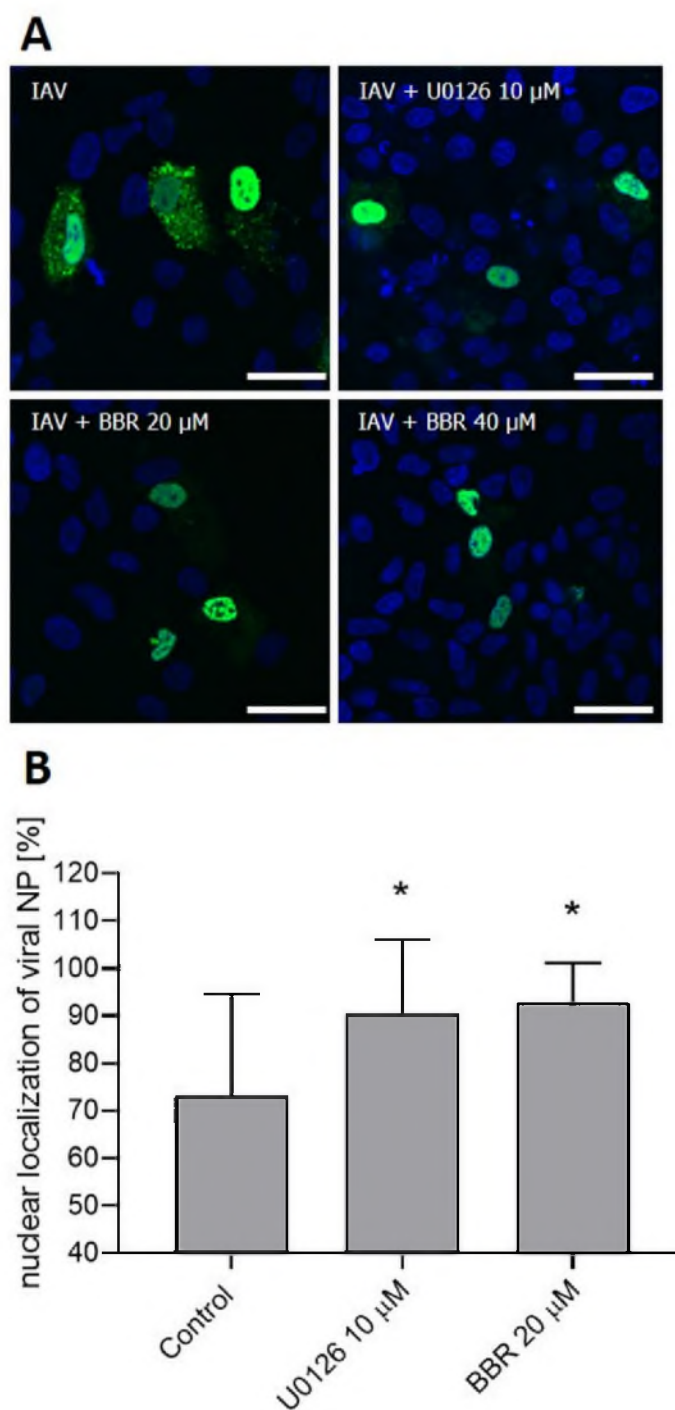 A
IAV
IAV + U0126 10 µM
IAV + BBR 20 µM
IAV + BBR 40 µM
B
nuclear localization of viral NP [%]
120
110
100
90
80
70
60
50
40
*
*
Control
U0126 10 µM
BBR 20 µM